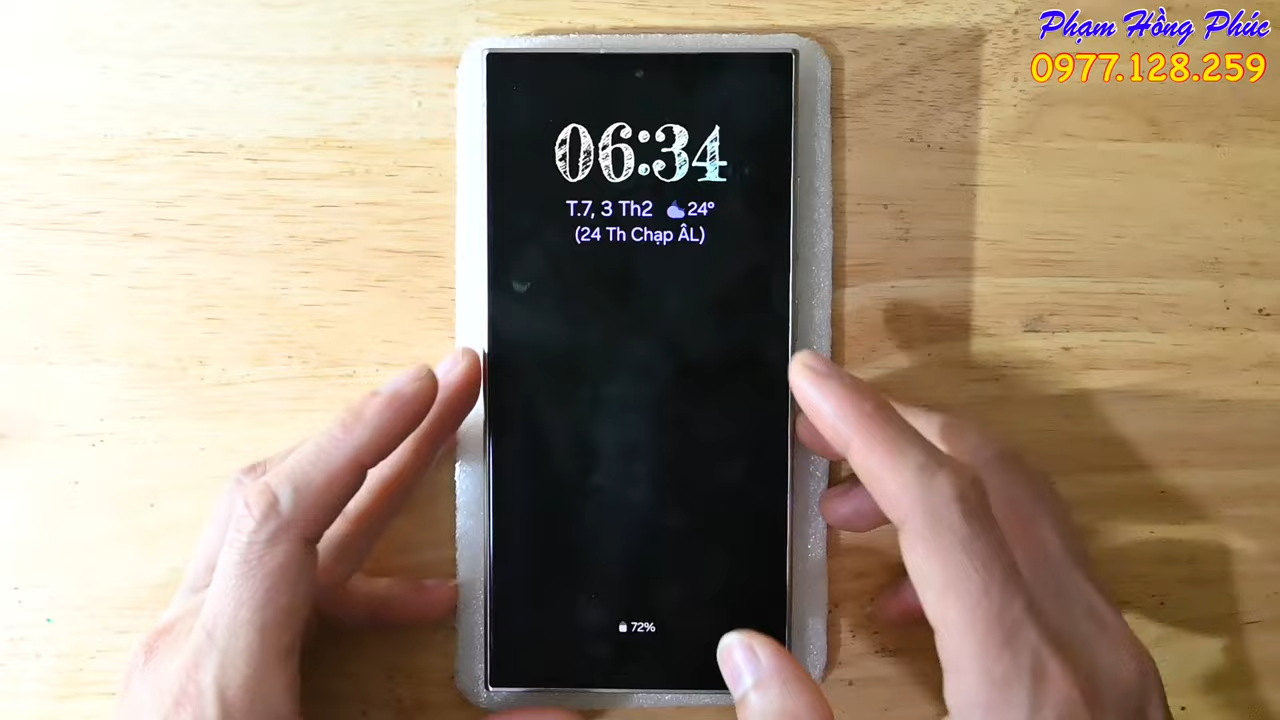 Phạm Hồng Phúc
0977.128.259
06:34
T.7, 3 Th2 24°
(24 Th Chạp ÂL)
72%